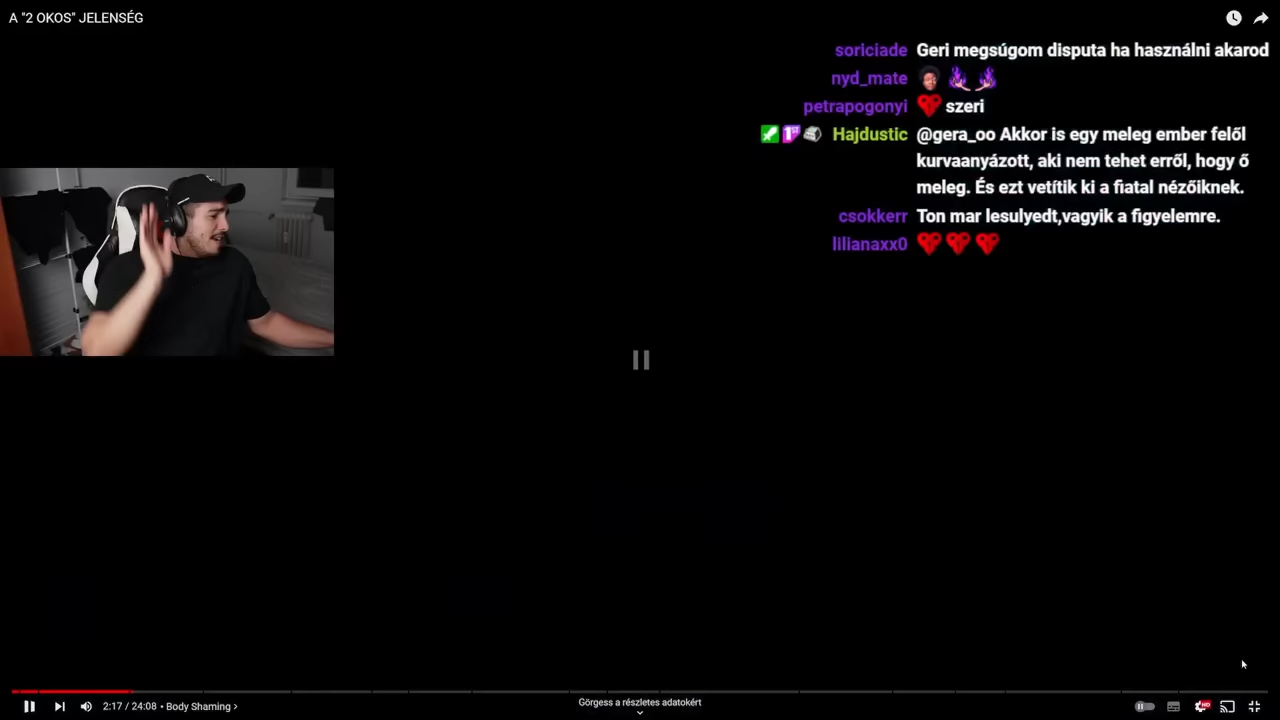 A "2 OKOS" JELENSÉG
soriciade Geri megsúgom disputa ha használni akarod
nyd_mate
petrapogonyi szeri
Hajdustic @gera_oo Akkor is egy meleg ember felől
kurvaanyázott, aki nem tehet erről, hogy ő
meleg. És ezt vetítik ki a fiatal nézőiknek.
csokkerr Ton mar lesulyedt,vagyik a figyelemre.
lilianaxx0
2:17 / 24:08 • Body Shaming >
Görgess a részletes adatokért
HD